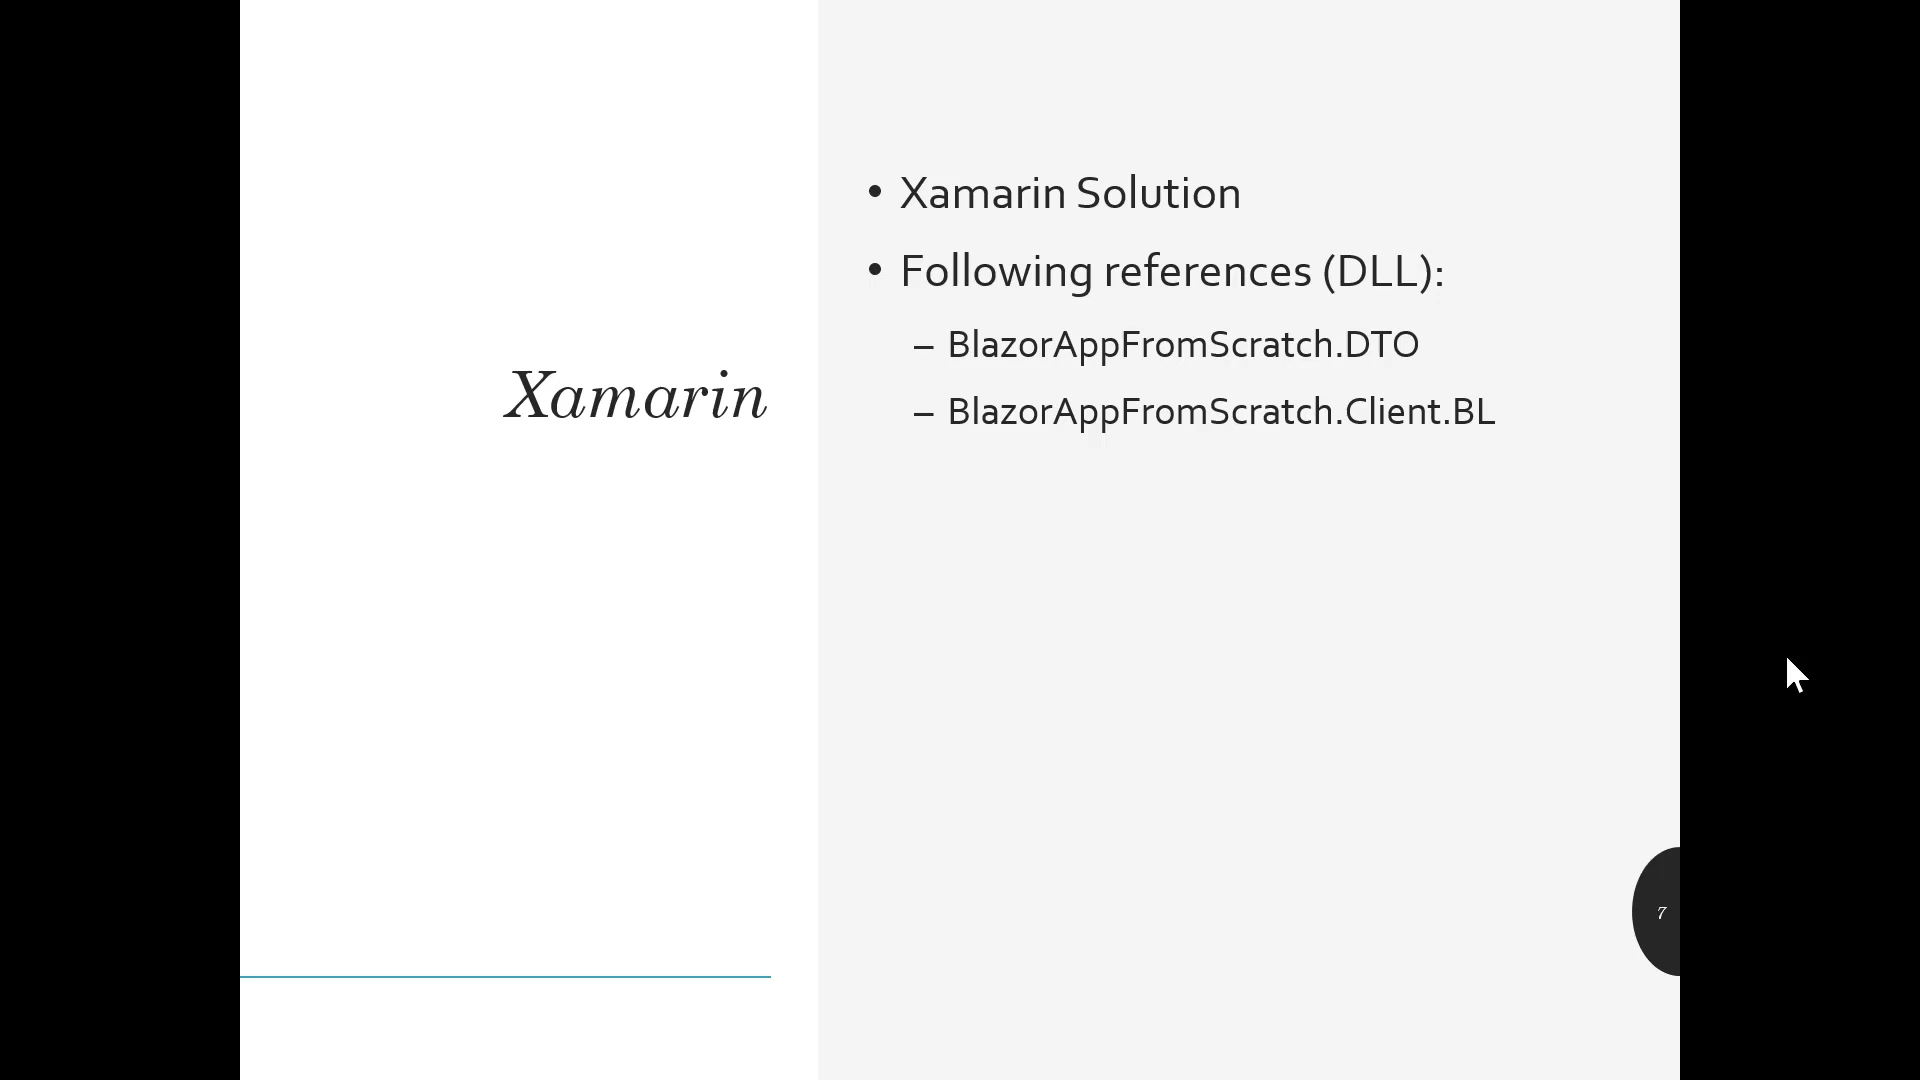 Xamarin
• Xamarin Solution
• Following references (DLL):
– BlazorAppFromScratch.DTO
– BlazorAppFromScratch.Client.BL
7